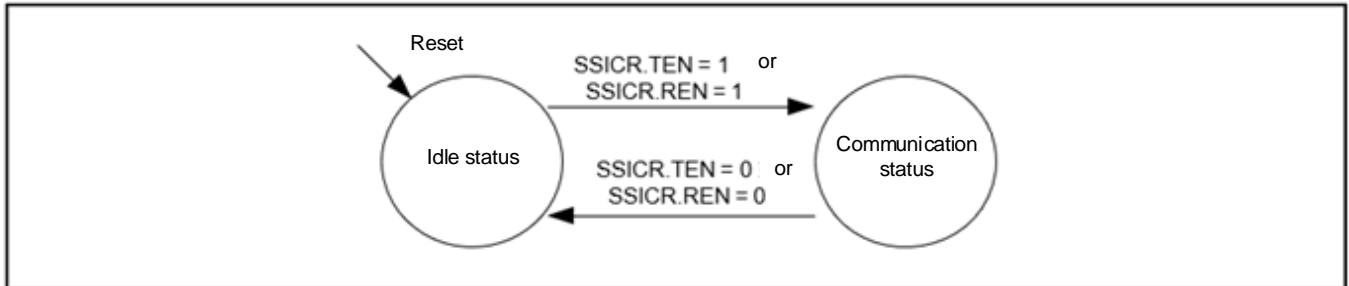 Reset
SSICR.TEN = 1 or
SSICR.REN = 1
Idle status
Communication
status
SSICR.TEN = 0 or
SSICR.REN = 0